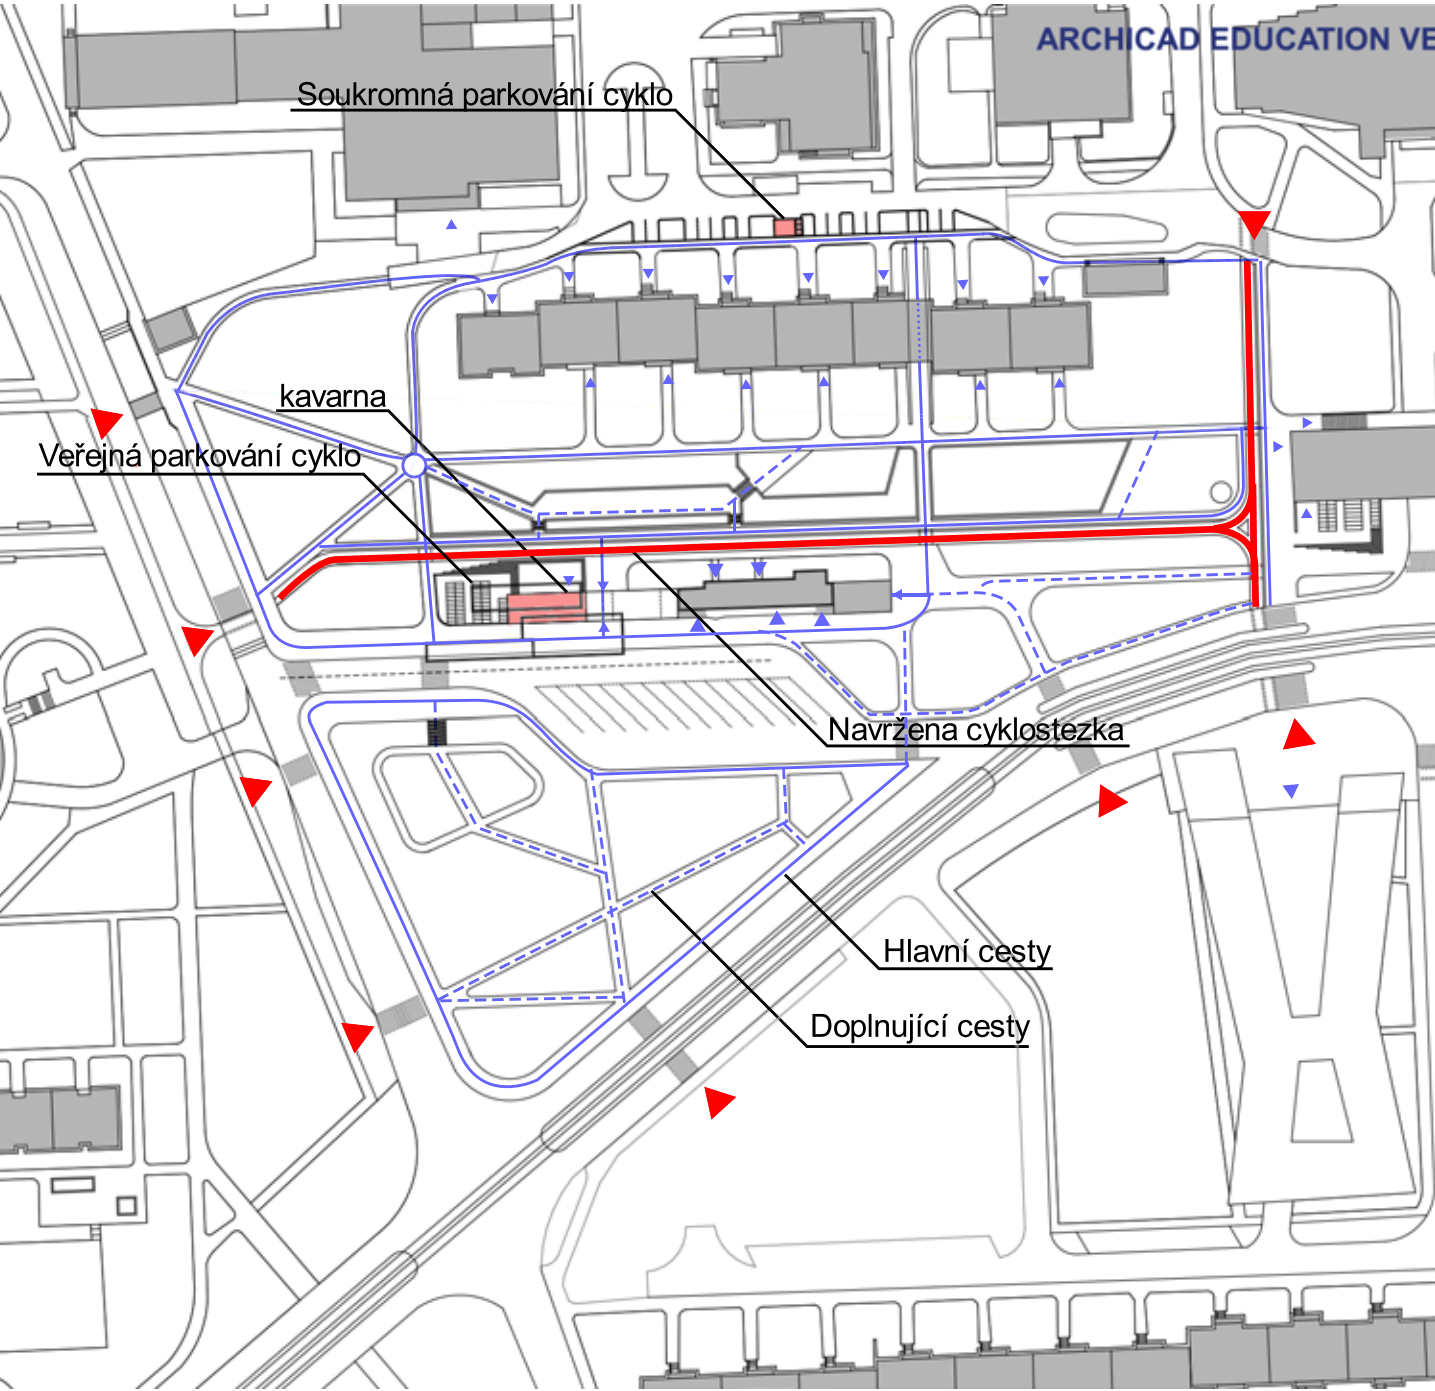 ARCHICAD EDUCATION VE
Soukromná parkování cyklo
kavarna
Veřejná parkování cyklo
Navržena cyklostezka
Hlavní cesty
Doplnující cesty